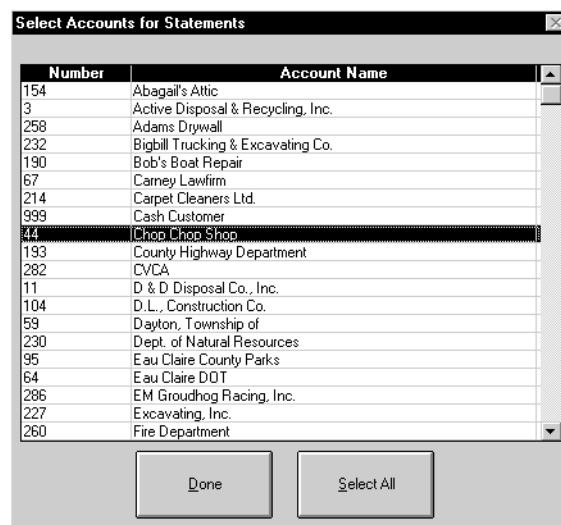 Select Accounts for Statements
Number Account Name
154 Abagail's Attic
3 Active Disposal & Recycling, Inc.
258 Adams Drywall
232 Bigbill Trucking & Excavating Co.
190 Bob's Boat Repair
67 Carney Lawfirm
214 Carpet Cleaners Ltd.
999 Cash Customer
44 Chop Chop Shop
193 County Highway Department
282 CVCA
11 D & D Disposal Co., Inc.
104 D.L., Construction Co.
59 Dayton, Township of
230 Dept. of Natural Resources
95 Eau Claire County Parks
64 Eau Claire DOT
286 EM Groudhog Racing, Inc.
227 Excavating, Inc.
260 Fire Department
Done Select All